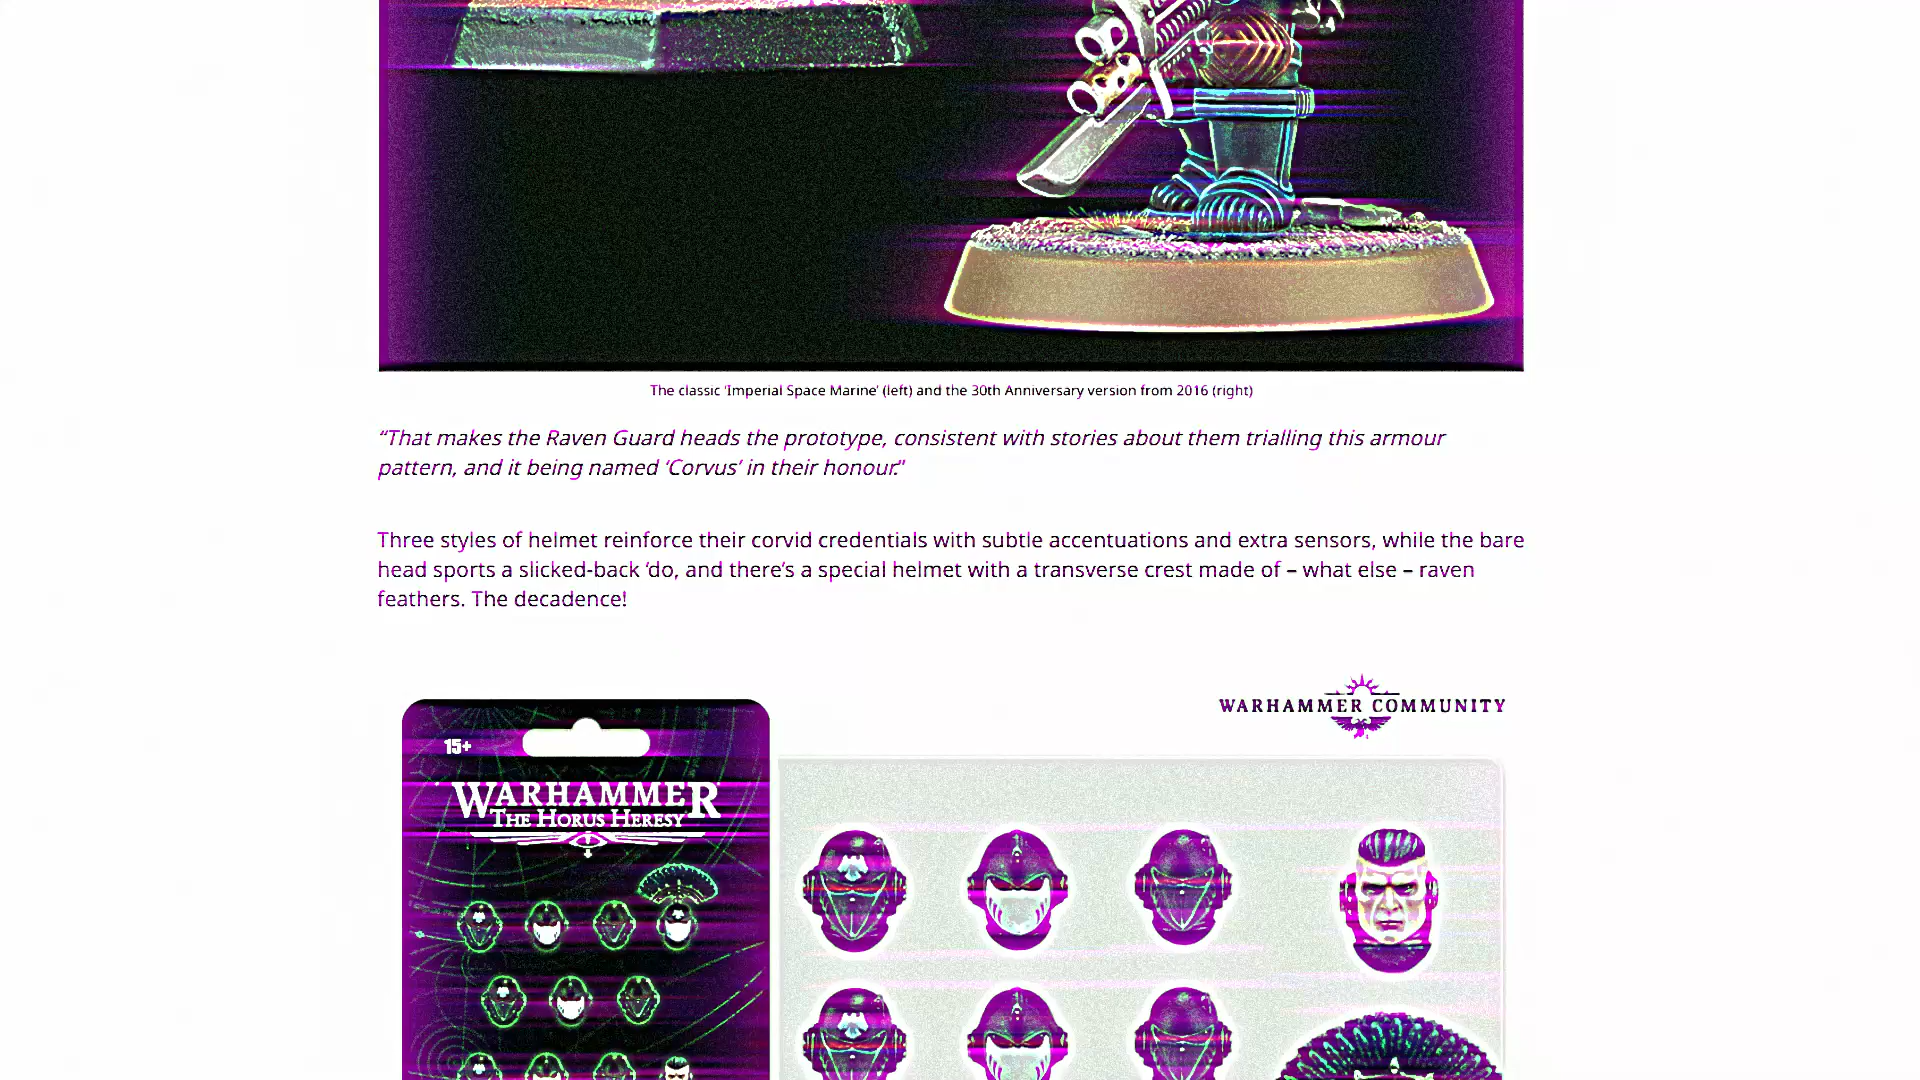 The classic 'Imperial Space Marine' (left) and the 30th Anniversary version from 2016 (right)
“That makes the Raven Guard heads the prototype, consistent with stories about them trialling this armour
pattern, and it being named ‘Corvus’ in their honour."
Three styles of helmet reinforce their corvid credentials with subtle accentuations and extra sensors, while the bare
head sports a slicked-back ‘do, and there’s a special helmet with a transverse crest made of – what else – raven
feathers. The decadence!
WARHAMMER COMMUNITY
15+
WARHAMMER
THE HORUS HERESY